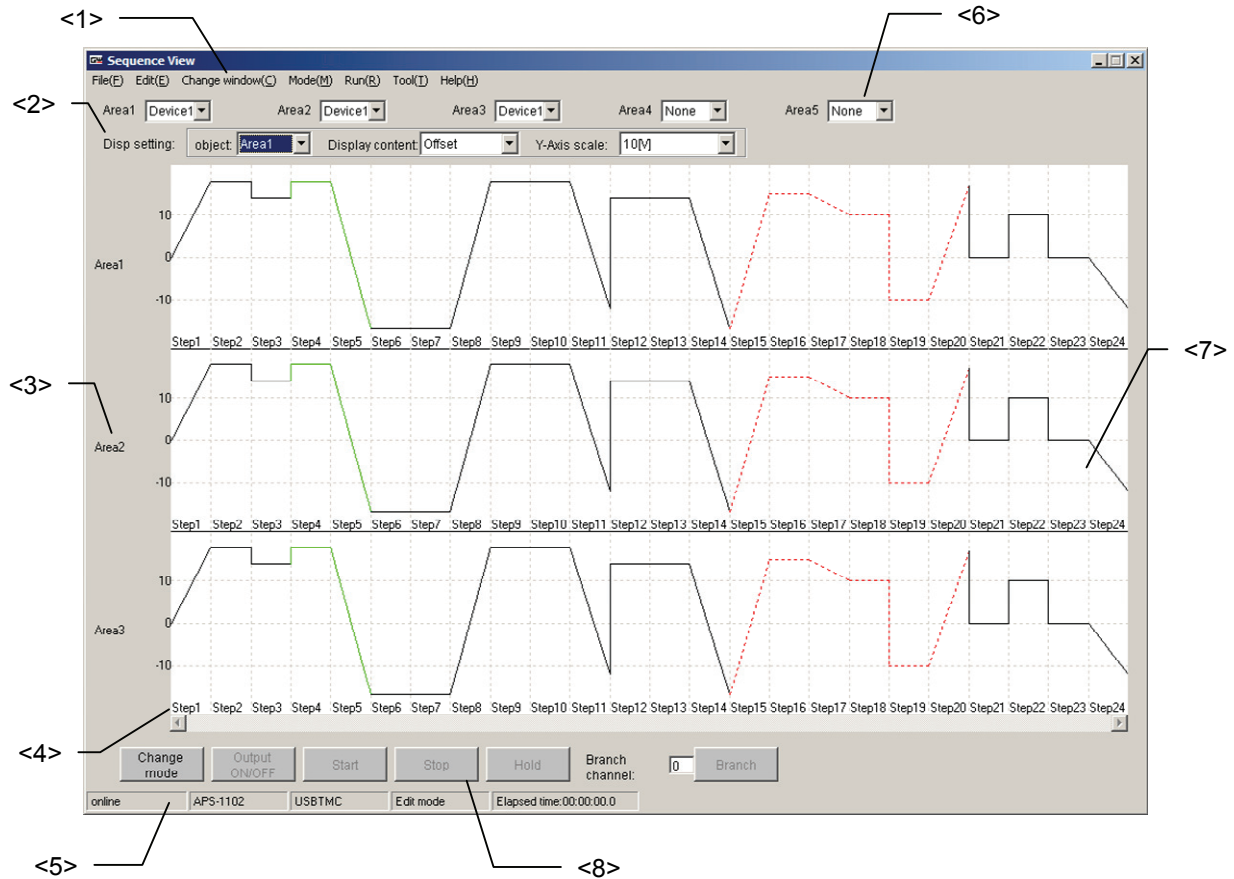 <1>
<6>
Sequence View
File(F) Edit(E) Change window(C) Mode(M) Run(R) Tool(T) Help(H)
<2>
Area1 Device1 Area2 Device1 Area3 Device1 Area4 None Area5 None
Disp setting: object: Area1 Display content: Offset Y-Axis scale: 10[V]
10
0
-10
Area1
Step1 Step2 Step3 Step4 Step5 Step6 Step7 Step8 Step9 Step10 Step11 Step12 Step13 Step14 Step15 Step16 Step17 Step18 Step19 Step20 Step21 Step22 Step23 Step24
<7>
<3>
10
0
-10
Area2
Step1 Step2 Step3 Step4 Step5 Step6 Step7 Step8 Step9 Step10 Step11 Step12 Step13 Step14 Step15 Step16 Step17 Step18 Step19 Step20 Step21 Step22 Step23 Step24
10
0
-10
Area3
Step1 Step2 Step3 Step4 Step5 Step6 Step7 Step8 Step9 Step10 Step11 Step12 Step13 Step14 Step15 Step16 Step17 Step18 Step19 Step20 Step21 Step22 Step23 Step24
<4>
Change mode
Output ON/OFF
Start
Stop
Hold
Branch channel:
0
Branch
online APS-1102 USBTMC Edit mode Elapsed time:00:00:00.0
<5>
<8>